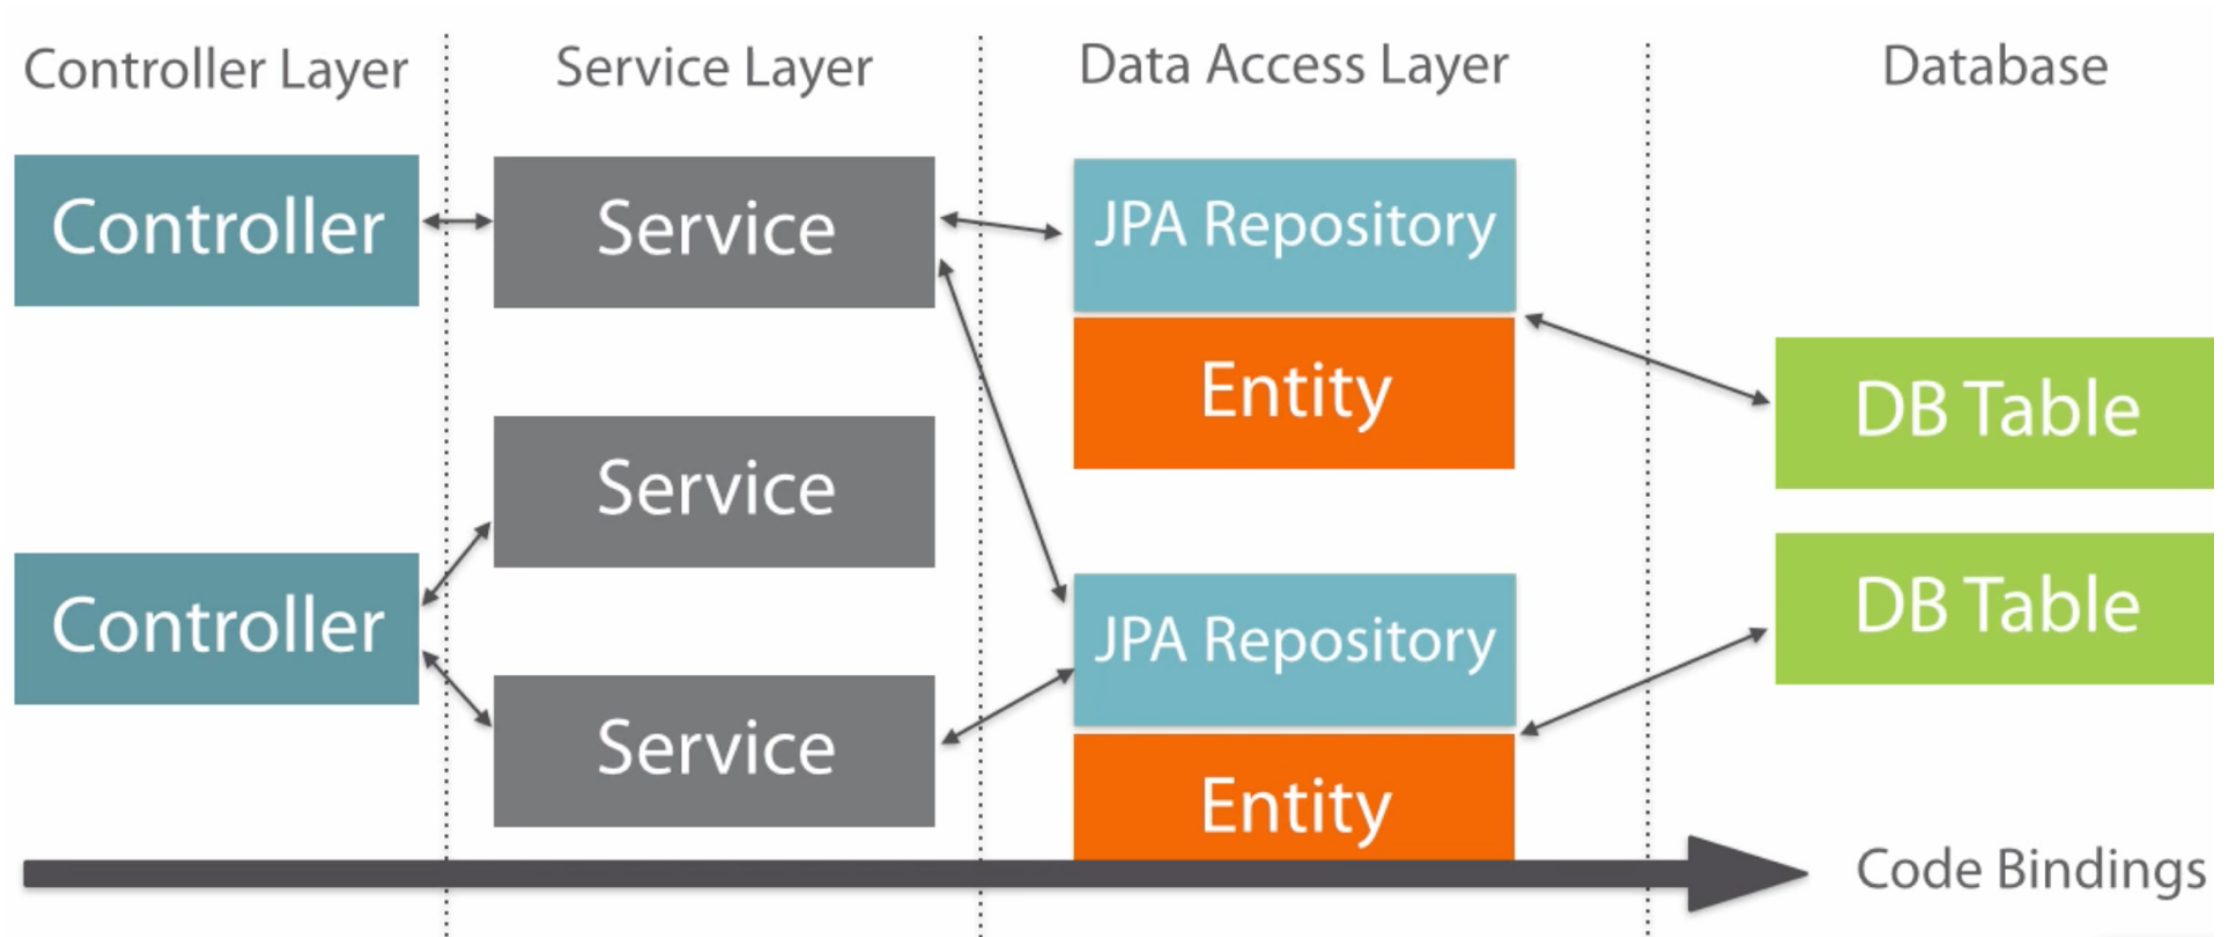 Controller Layer
Service Layer
Data Access Layer
Database
Controller
Service
JPA Repository
Entity
DB Table
Service
Controller
DB Table
JPA Repository
Service
Entity
Code Bindings